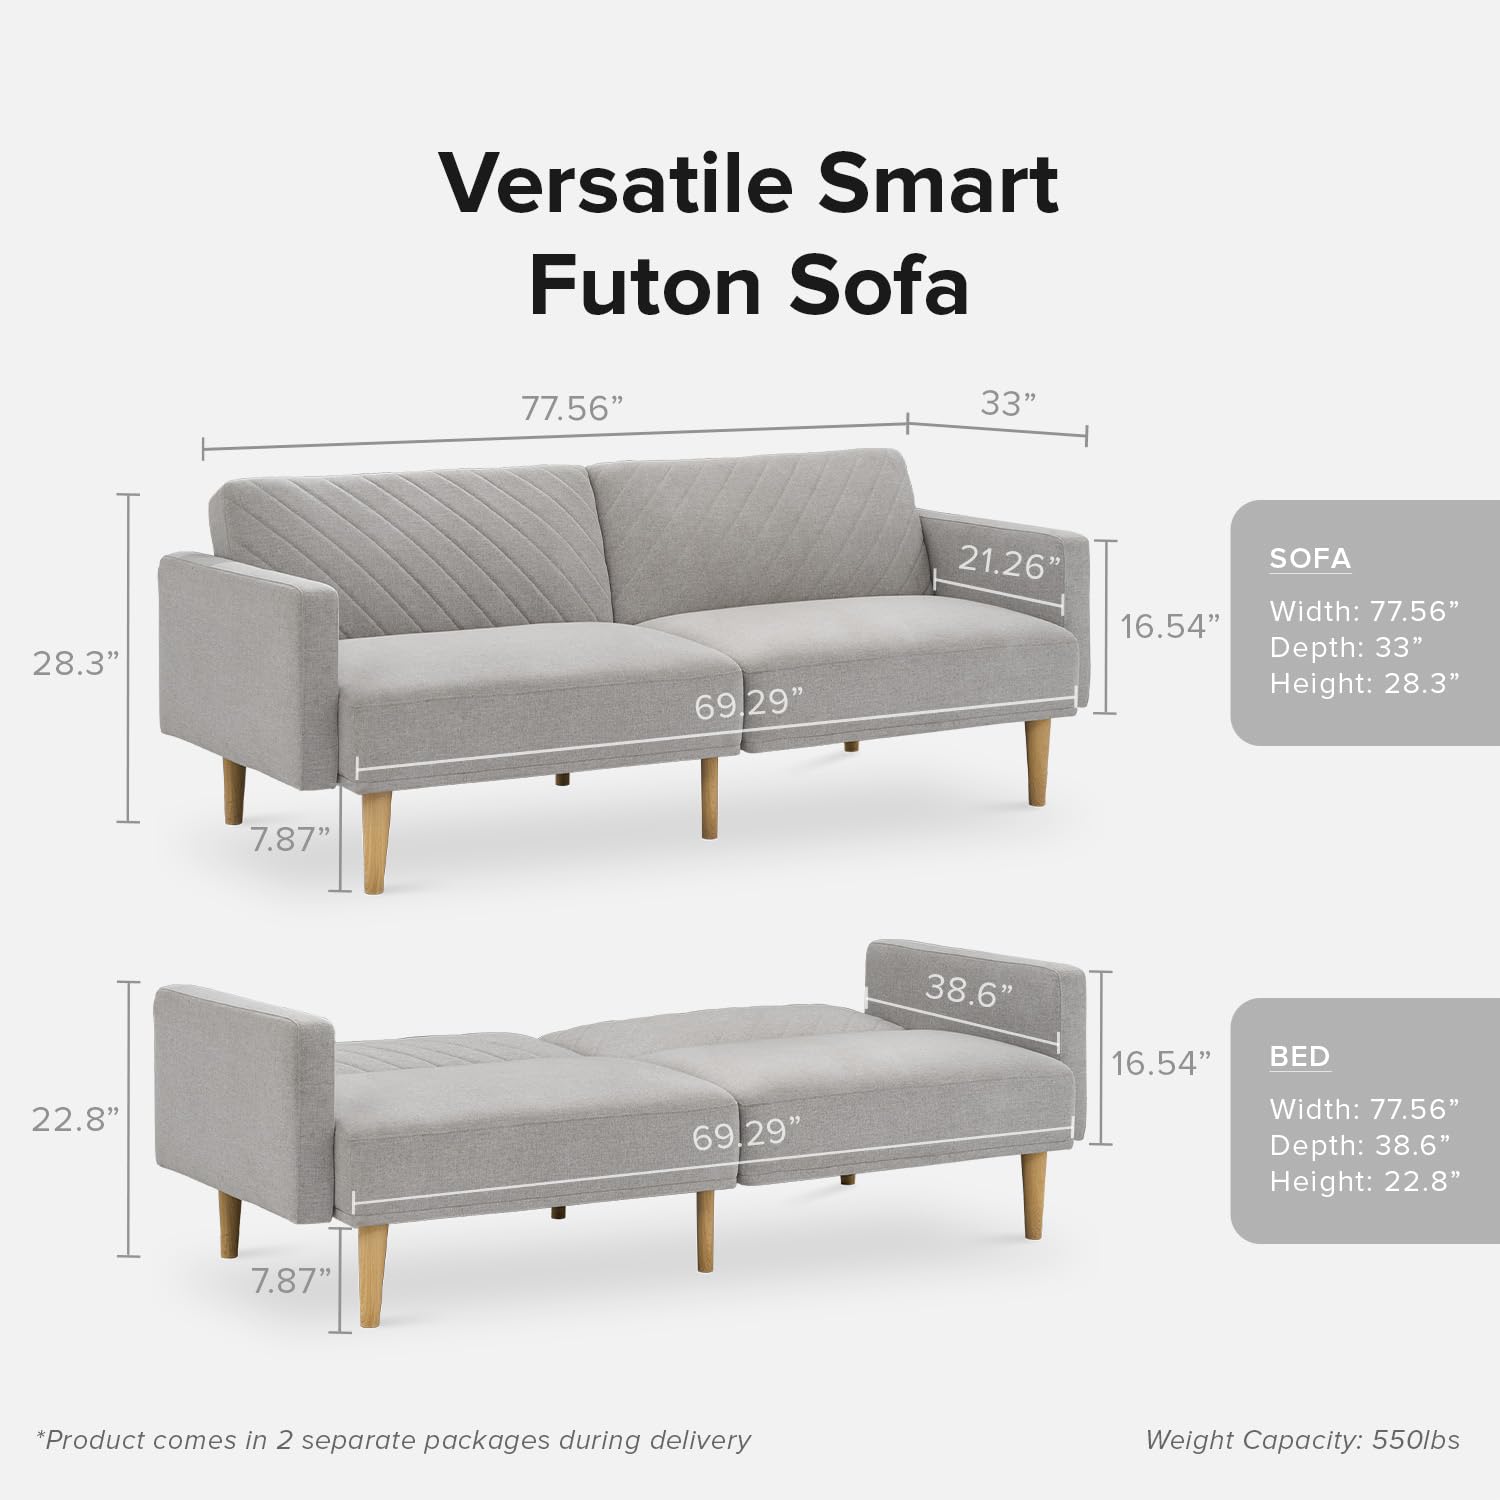 Versatile Smart
Futon Sofa
77.56”
33”
21.26”
28.3”
16.54”
69.29”
7.87”
SOFA
Width: 77.56”
Depth: 33”
Height: 28.3”
38.6”
22.8”
16.54”
69.29”
7.87”
BED
Width: 77.56”
Depth: 38.6”
Height: 22.8”
*Product comes in 2 separate packages during delivery
Weight Capacity: 550lbs